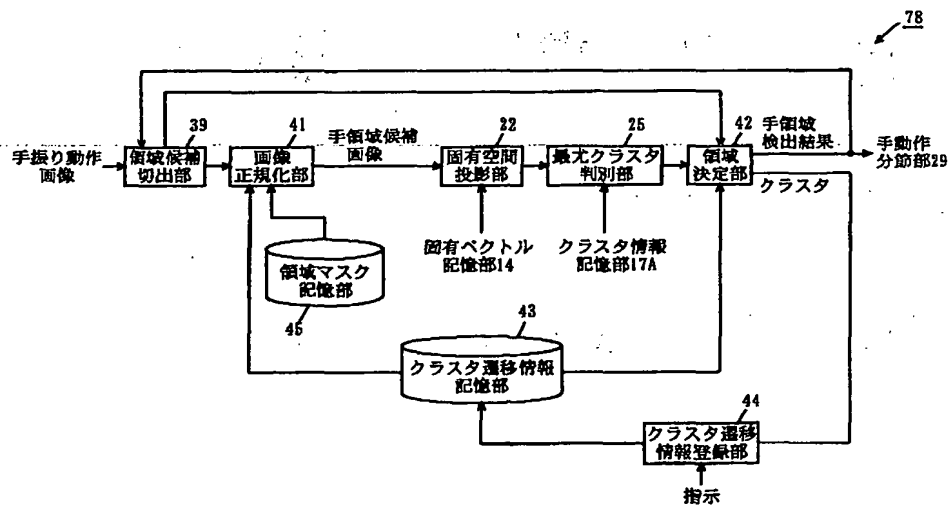 78
39
41
22
25
42
手振り動作
画像
領域候補
切出部
画像
正規化部
手領域候補
画像
固有空間
投影部
最尤クラスタ
判別部
領域
決定部
手領域
検出結果
クラスタ
手動作
分節部29
固有ベクトル
記憶部14
クラスタ情報
記憶部17A
領域マスク
記憶部
45
43
クラスタ遷移情報
記憶部
44
クラスタ遷移
情報登録部
指示